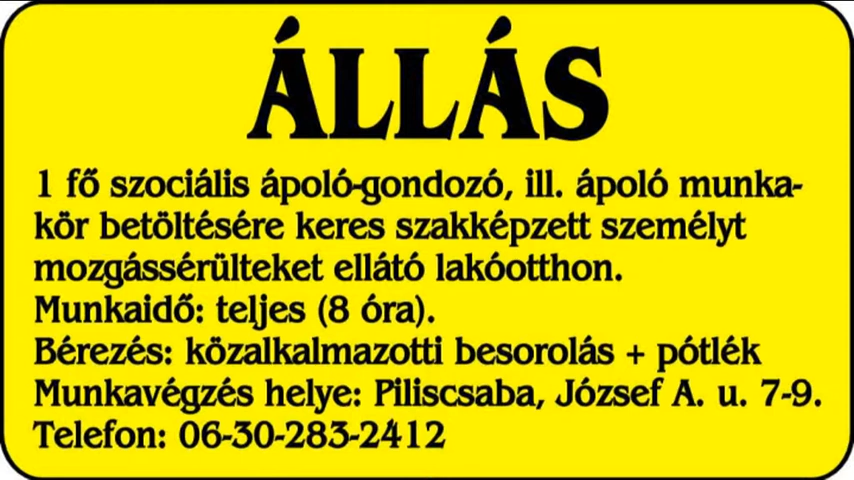 ÁLLÁS
1 fő szociális ápoló-gondozó, ill. ápoló munka-
kör betöltésére keres szakképzett személyt
mozgássérülteket ellátó lakóotthon.
Munkaidő: teljes (8 óra).
Bérezés: közalkalmazotti besorolás + pótlék
Munkavégzés helye: Piliscsaba, József A. u. 7-9.
Telefon: 06-30-283-2412